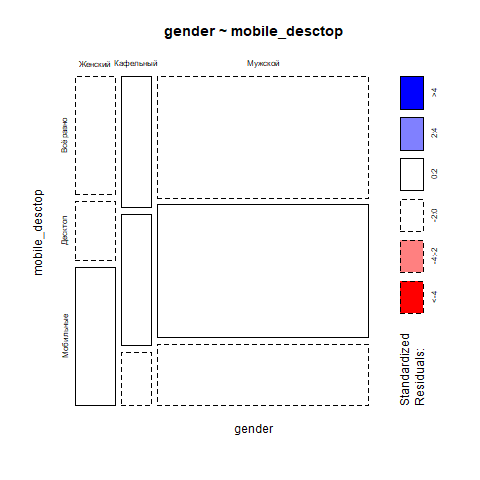 gender ~ mobile_desctop
Женский
Кафельный
Мужской
Всё равно
Десктоп
Мобильные
mobile_desctop
gender
>4
2:4
0:2
-2:0
-4:-2
<-4
Standardized
Residuals: